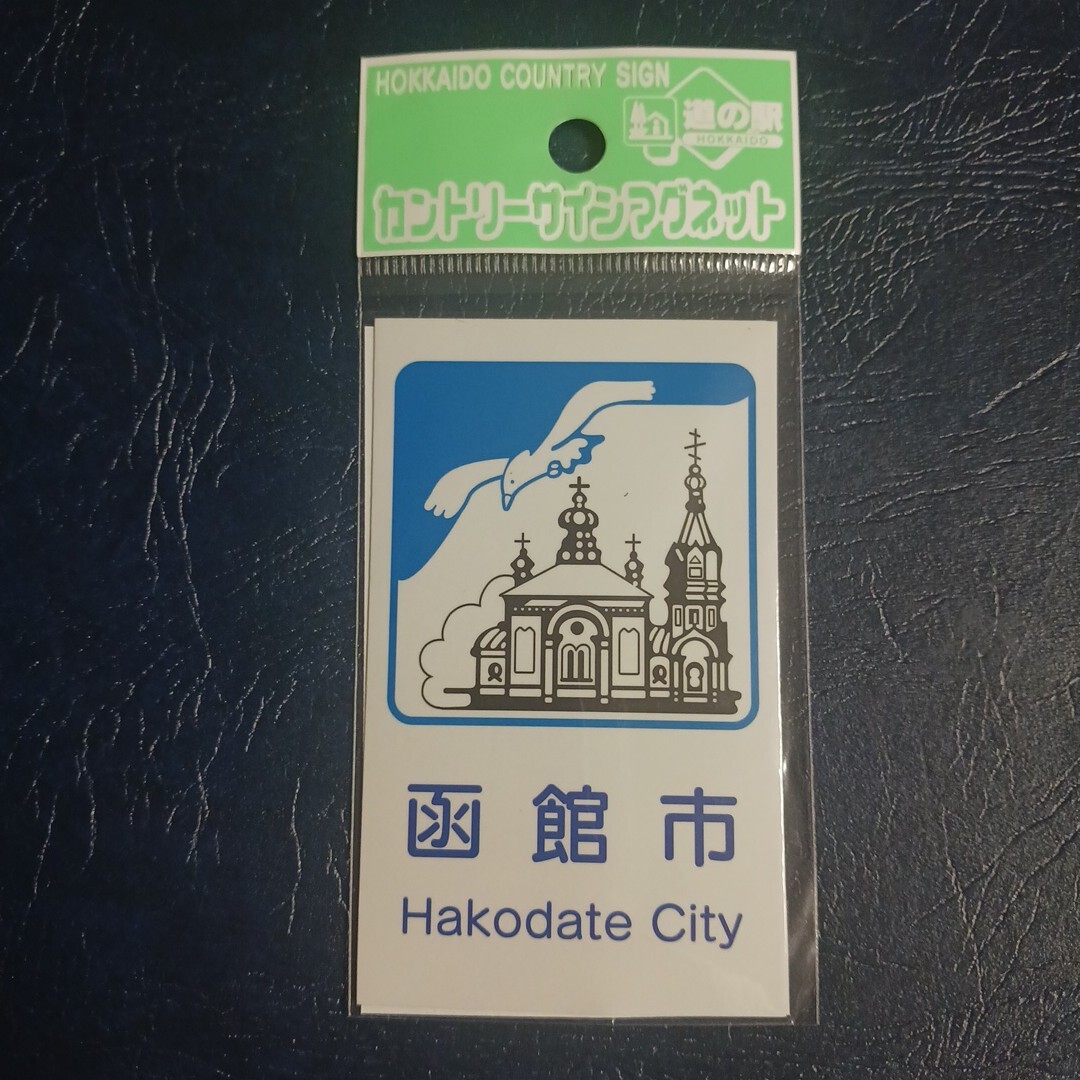 HOKKAIDO COUNTRY SIGN
道の駅
HOKKAIDO
カントリーサインマグネット
函館市
Hakodate City